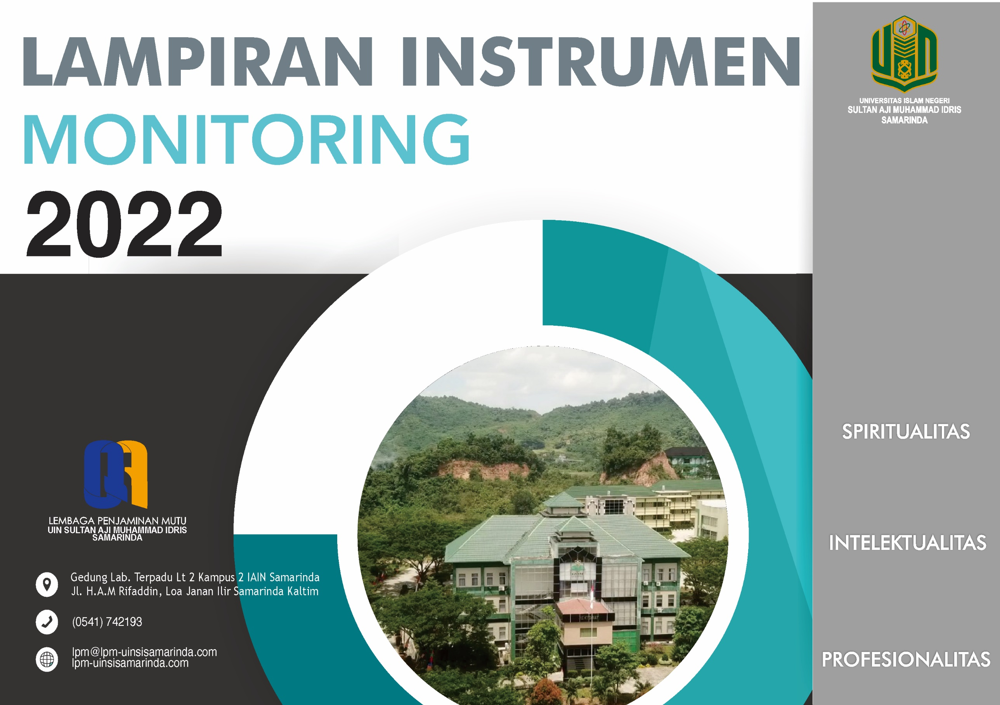 LAMPIRAN INSTRUMEN
MONITORING
2022
UNIVERSITAS ISLAM NEGERI
SULTAN AJI MUHAMMAD IDRIS
SAMARINDA
SPIRITUALITAS
INTELEKTUALITAS
PROFESIONALITAS
LEMBAGA PENJAMINAN MUTU
UIN SULTAN AJI MUHAMMAD IDRIS
SAMARINDA
Gedung Lab. Terpadu Lt 2 Kampus 2 IAIN Samarinda
Jl. H.A.M Rifaddin, Loa Janan Ilir Samarinda Kaltim
(0541) 742193
lpm@lpm-uinsisamarinda.com
lpm-uinsisamarinda.com
REKTORAT